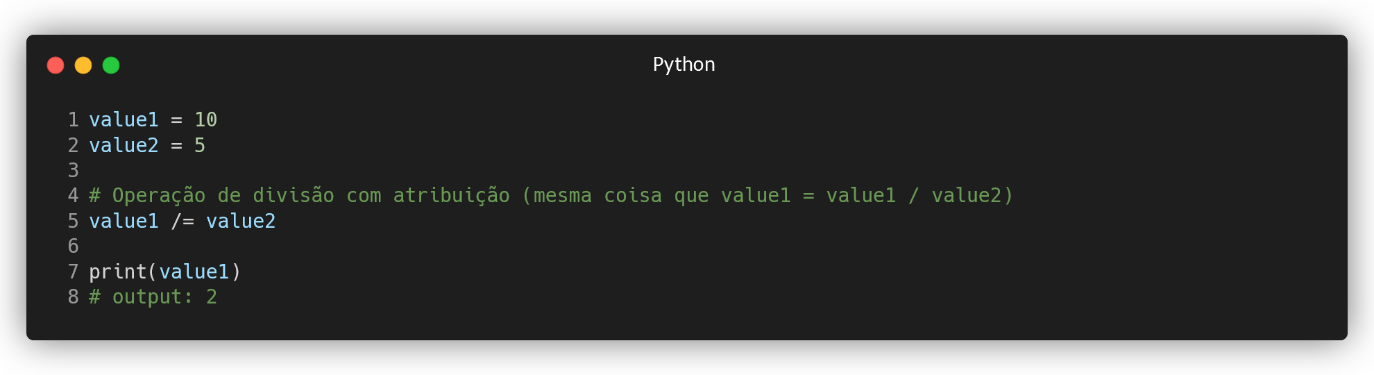 Python
1 value1 = 10
2 value2 = 5
3
4 # Operação de divisão com atribuição (mesma coisa que value1 = value1 / value2)
5 value1 /= value2
6
7 print(value1)
8 # output: 2